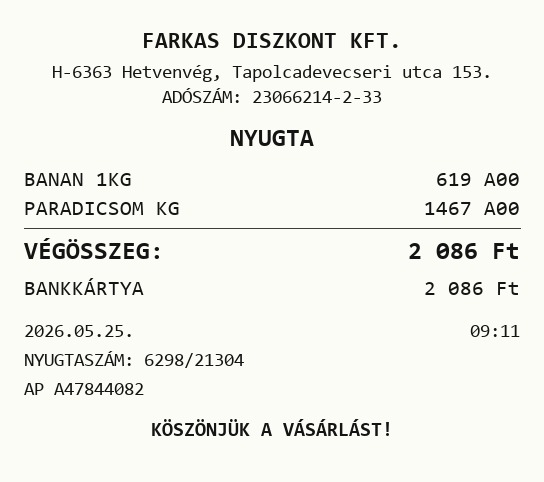 FARKAS DISZKONT KFT.
H-6363 Hetvenvég, Tapolcadevecseri utca 153.
ADÓSZÁM: 23066214-2-33
NYUGTA
BANAN 1KG 619 A00
PARADICSOM KG 1467 A00
VÉGÖSSZEG: 2 086 Ft
BANKKÁRTYA 2 086 Ft
2026.05.25. 09:11
NYUGTASZÁM: 6298/21304
AP A47844082
KÖSZÖNJÜK A VÁSÁRLÁST!